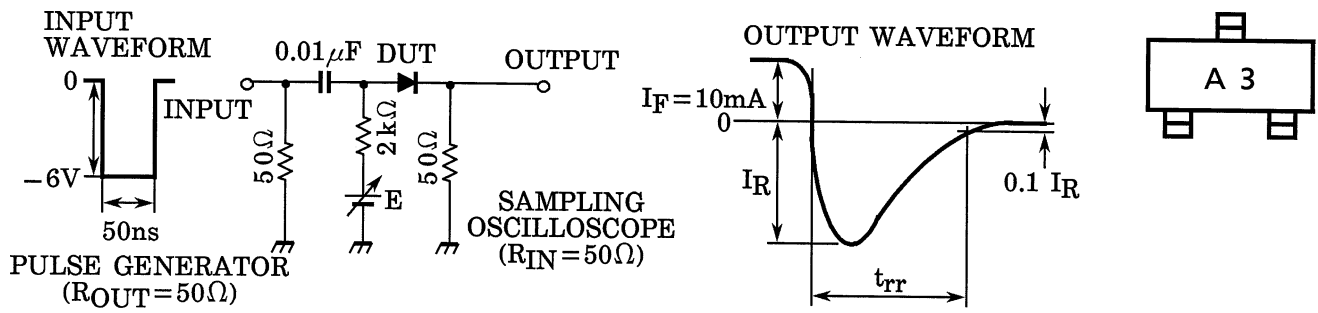 INPUT
WAVEFORM
0
−6V
50ns
PULSE GENERATOR
(ROUT=50Ω)
INPUT
0.01μF
DUT
OUTPUT
50Ω
2kΩ
E
50Ω
SAMPLING
OSCILLOSCOPE
(RIN=50Ω)
OUTPUT WAVEFORM
IF=10mA
0
IR
0.1 IR
trr
A 3